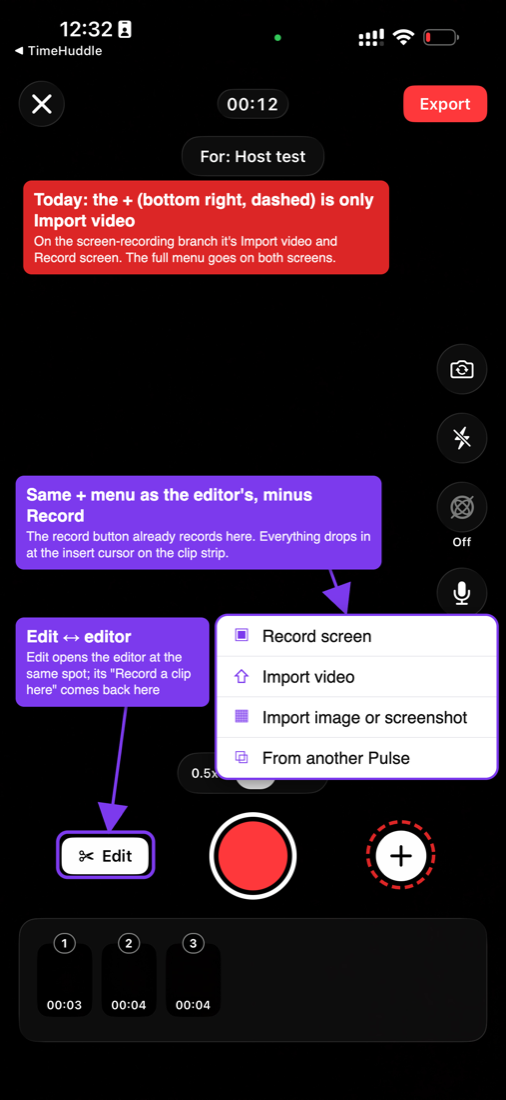 12:32
◀ TimeHuddle
00:12
Export
For: Host test
Today: the + (bottom right, dashed) is only
Import video
On the screen-recording branch it's Import video and
Record screen. The full menu goes on both screens.
Same + menu as the editor's, minus
Record
The record button already records here. Everything drops in
at the insert cursor on the clip strip.
Off
Edit ↔ editor
Edit opens the editor at the
same spot; its "Record a clip
here" comes back here
Record screen
Import video
Import image or screenshot
From another Pulse
0.5x
Edit
1
2
3
00:03
00:04
00:04